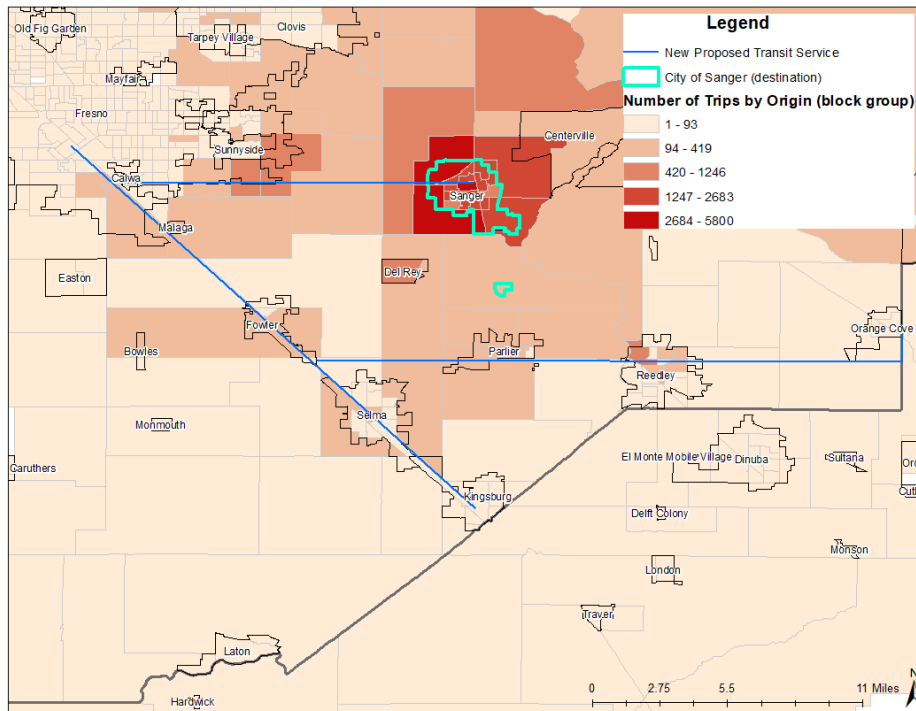 Old Fig Garden
Clovis
Tarpey Village
Mayfair
Fresno
Sunnyside
Centerville
Calwa
Sanger
Malaga
Easton
Del Rey
Fowler
Orange Cove
Bowles
Parlier
Reedley
Selma
Monmouth
Caruthers
El Monte Mobile Village
Dinuba
Sultana
Kingsburg
Delft Colony
Monson
London
Traver
Laton
Hardwick
Legend
New Proposed Transit Service
City of Sanger (destination)
Number of Trips by Origin (block group)
1 - 93
94 - 419
420 - 1246
1247 - 2683
2684 - 5800
0 2.75 5.5 11 Miles
N